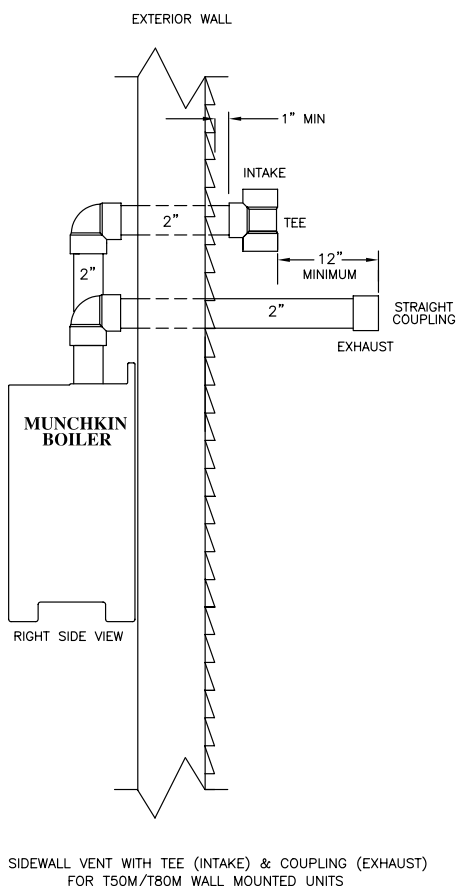 EXTERIOR WALL
1" MIN
INTAKE
2"
TEE
2"
12"
MINIMUM
2"
STRAIGHT
COUPLING
EXHAUST
MUNCHKIN
BOILER
RIGHT SIDE VIEW
SIDEWALL VENT WITH TEE (INTAKE) & COUPLING (EXHAUST)
FOR T50M/T80M WALL MOUNTED UNITS